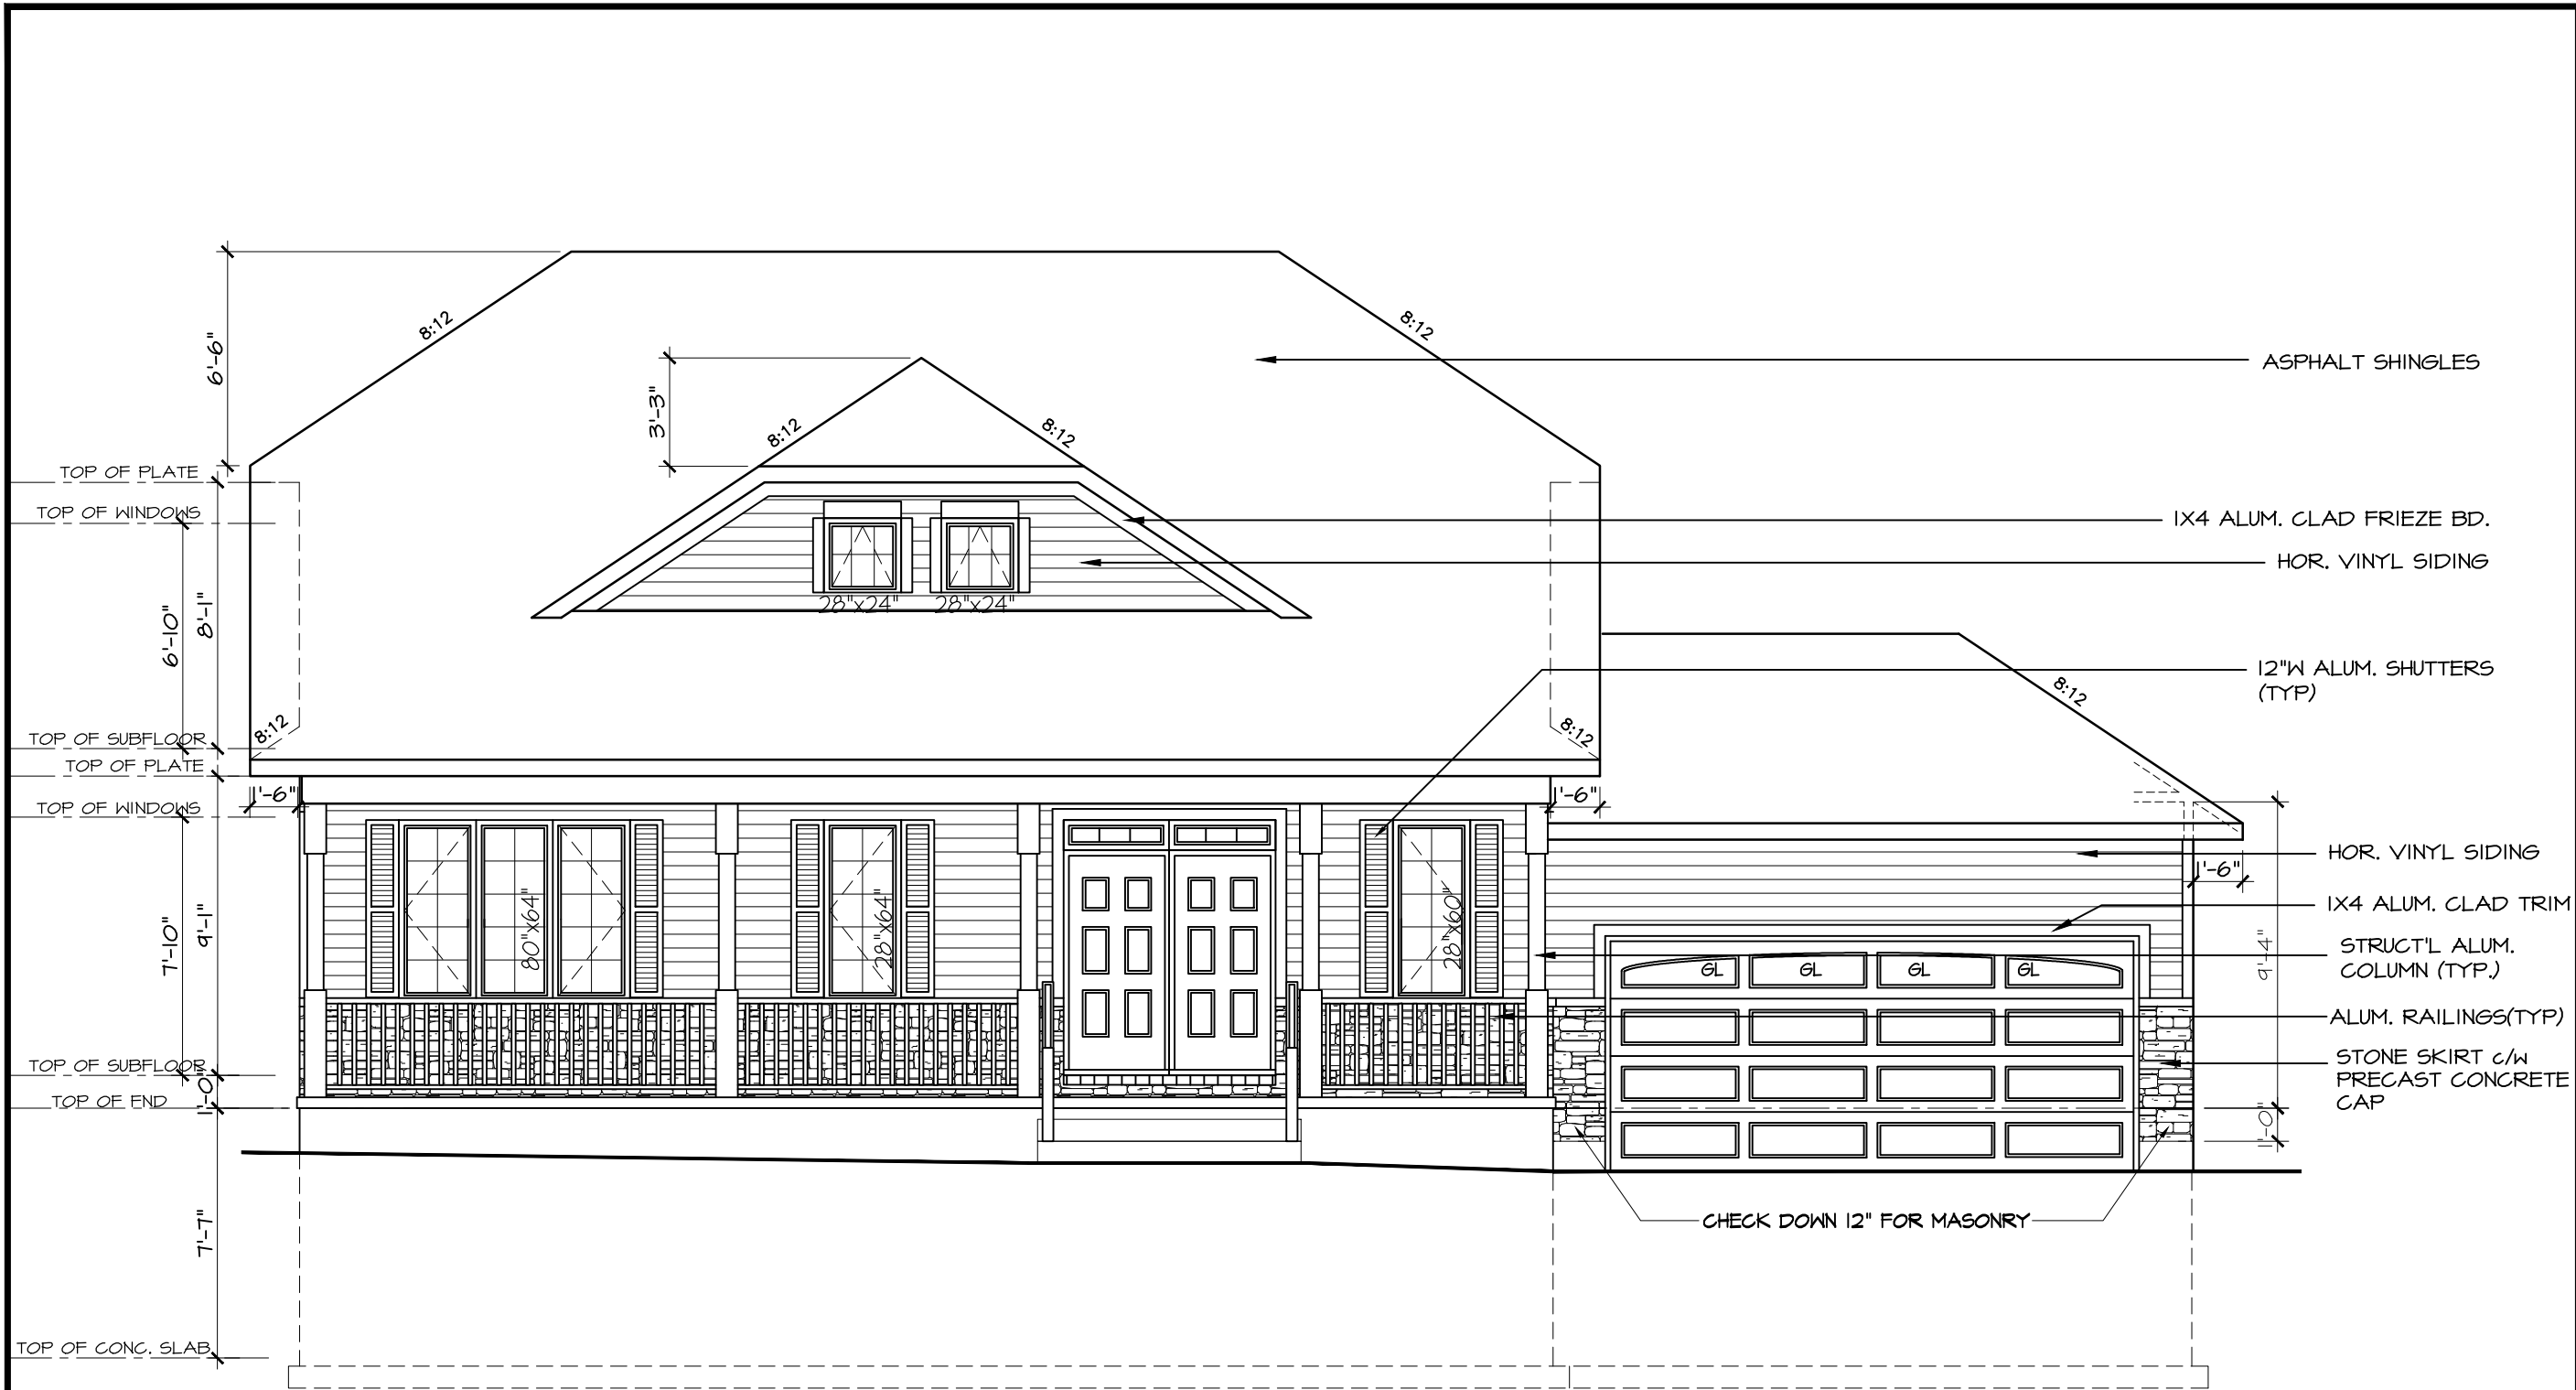 8:12
8:12
6'-6"
ASPHALT SHINGLES
3'-3"
8:12
8:12
TOP OF PLATE
TOP OF WINDOWS
1X4 ALUM. CLAD FRIEZE BD.
HOR. VINYL SIDING
28"x24"
28"x24"
6'-10"
8'-1"
12"W ALUM. SHUTTERS
(TYP)
8:12
8:12
8:12
TOP OF SUBFLOOR
TOP OF PLATE
1'-6"
1'-6"
TOP OF WINDOWS
HOR. VINYL SIDING
1'-6"
1X4 ALUM. CLAD TRIM
7'-10"
9'-1"
80"x64"
28"x64"
28"x60"
9'-4"
STRUCT'L ALUM.
COLUMN (TYP.)
GL
GL
GL
GL
ALUM. RAILINGS(TYP)
STONE SKIRT c/w
PRECAST CONCRETE
CAP
TOP OF SUBFLOOR
1'-0"
TOP OF FND
1'-0"
7'-7"
CHECK DOWN 12" FOR MASONRY
TOP OF CONC. SLAB